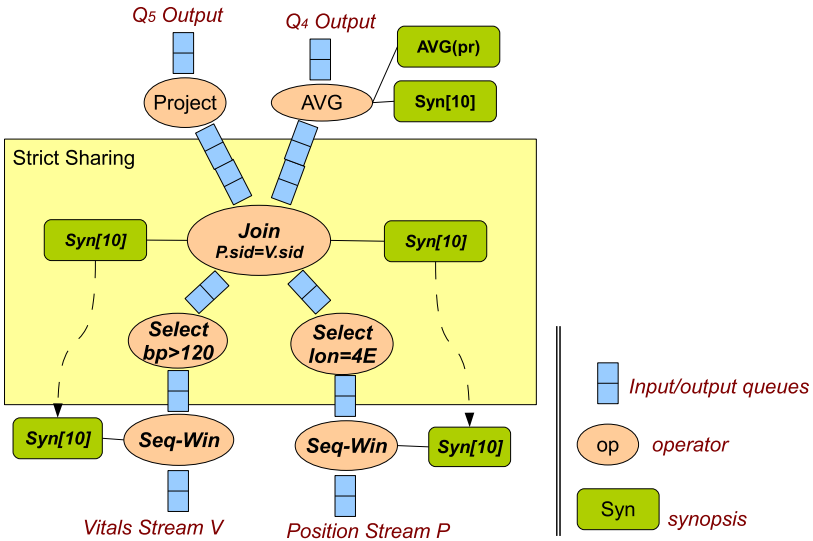 Q5 Output
Q4 Output
AVG(pr)
Project
AVG
Syn[10]
Strict Sharing
Join
P.sid=V.sid
Syn[10]
Syn[10]
Select
bp>120
Select
lon=4E
Input/output queues
Syn[10]
Seq-Win
Seq-Win
Syn[10]
op
operator
Vitals Stream V
Position Stream P
Syn
synopsis